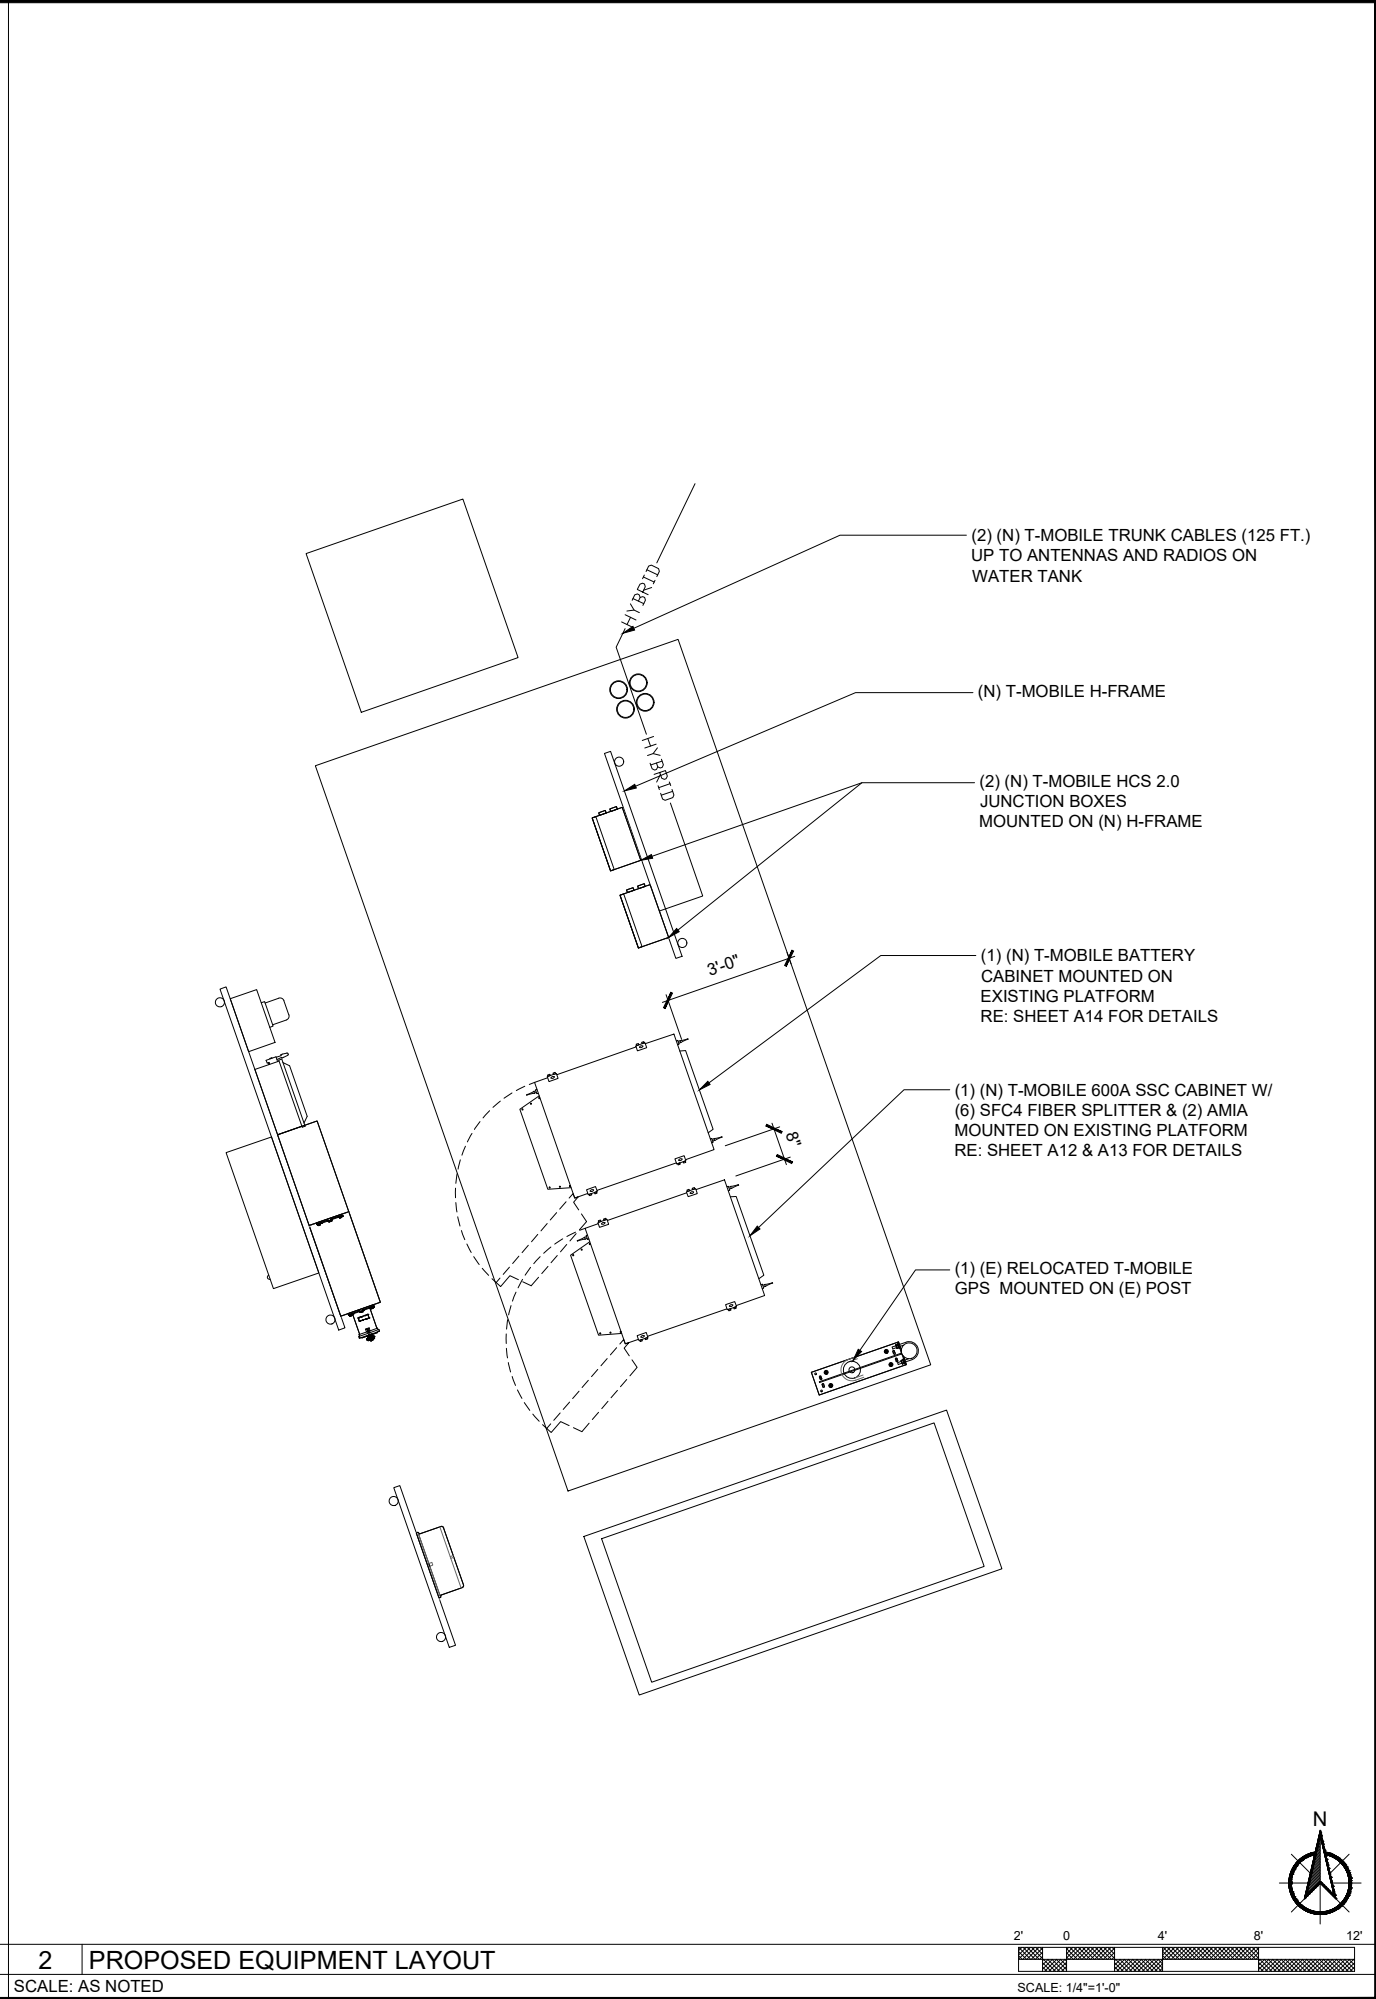 HYBRID
(2) (N) T-MOBILE TRUNK CABLES (125 FT.)
UP TO ANTENNAS AND RADIOS ON
WATER TANK
(N) T-MOBILE H-FRAME
HYBRID
(2) (N) T-MOBILE HCS 2.0
JUNCTION BOXES
MOUNTED ON (N) H-FRAME
3'-0"
(1) (N) T-MOBILE BATTERY
CABINET MOUNTED ON
EXISTING PLATFORM
RE: SHEET A14 FOR DETAILS
8"
(1) (N) T-MOBILE 600A SSC CABINET W/
(6) SFC4 FIBER SPLITTER & (2) AMIA
MOUNTED ON EXISTING PLATFORM
RE: SHEET A12 & A13 FOR DETAILS
(1) (E) RELOCATED T-MOBILE
GPS  MOUNTED ON (E) POST
N
2' 0 4' 8' 12'
2 PROPOSED EQUIPMENT LAYOUT
SCALE: AS NOTED
SCALE: 1/4"=1'-0"